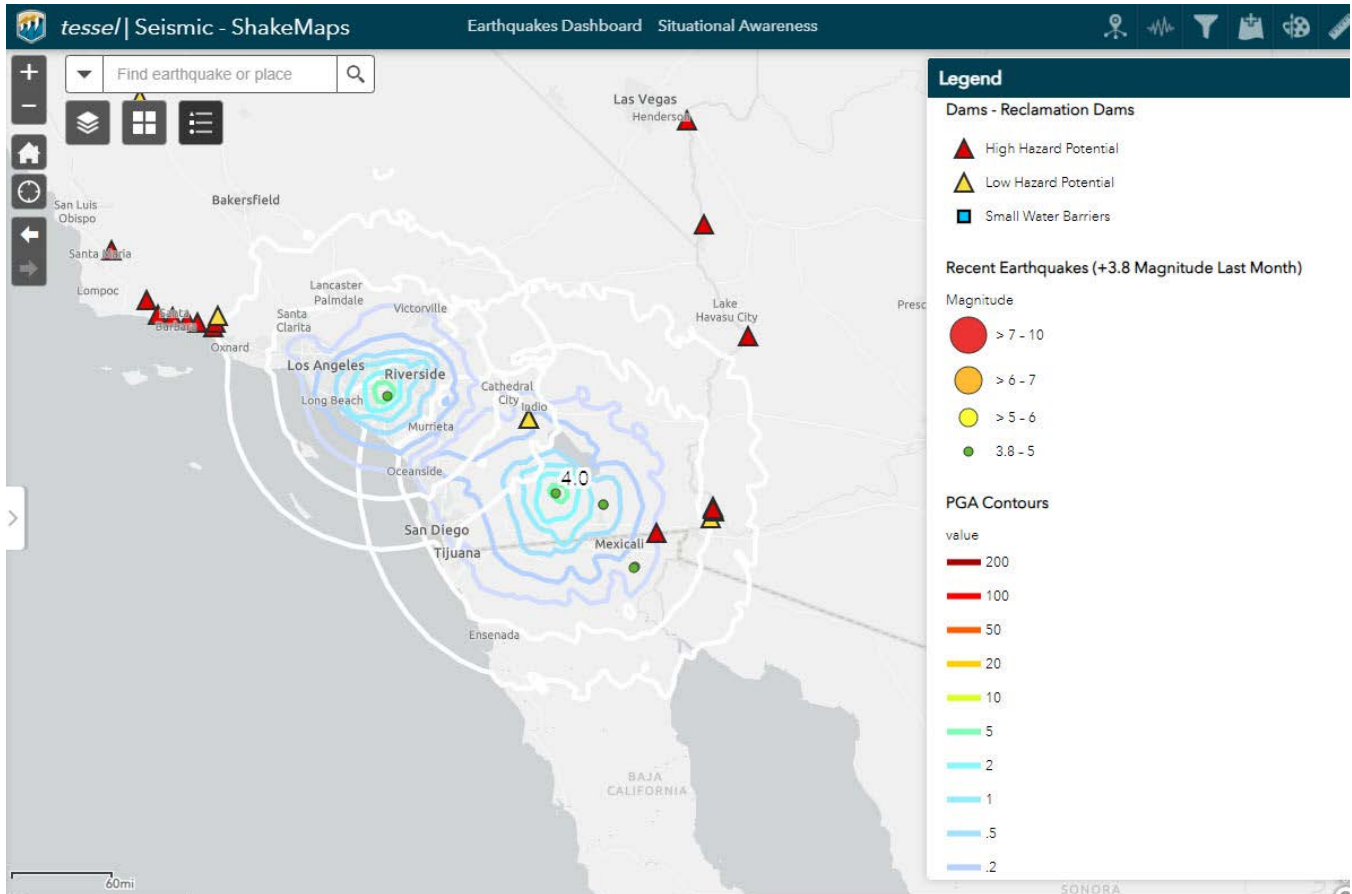 tessel | Seismic - ShakeMaps
Earthquakes Dashboard
Situational Awareness
Find earthquake or place
Las Vegas
Henderson
Bakersfield
San Luis
Obispo
Santa Maria
Lompoc
Santa
Barbara
Oxnard
Lancaster
Palmdale
Santa
Clarita
Victorville
Los Angeles
Riverside
Long Beach
Murrieta
Cathedral
City
Indio
Oceanside
San Diego
Tijuana
4.0
Mexicali
Ensenada
Lake
Havasu City
Presc
BAJA
CALIFORNIA
SONORA
60mi
Legend
Dams - Reclamation Dams
High Hazard Potential
Low Hazard Potential
Small Water Barriers
Recent Earthquakes (+3.8 Magnitude Last Month)
Magnitude
> 7 - 10
> 6 - 7
> 5 - 6
3.8 - 5
PGA Contours
value
200
100
50
20
10
5
2
1
.5
.2